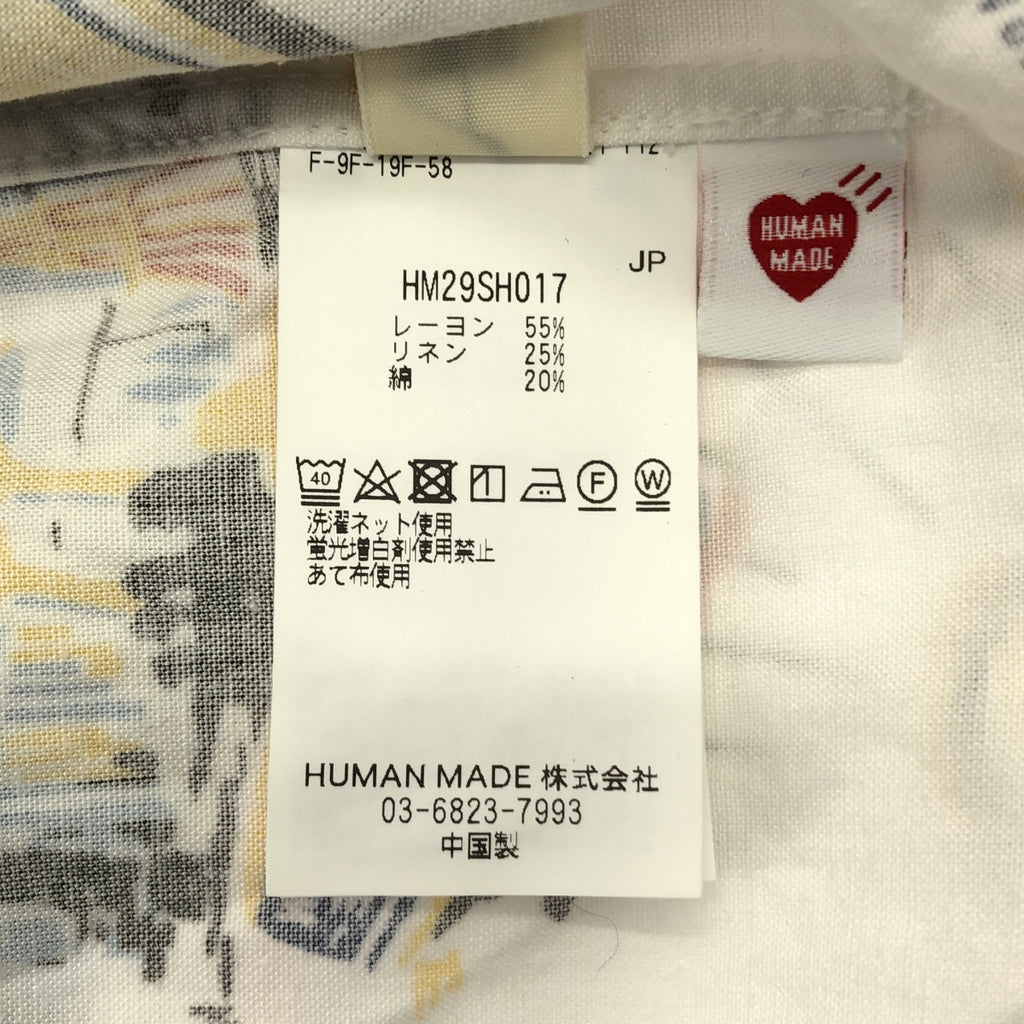 F-9F-19F-58
HUMAN
MADE
JP
HM29SH017
レーヨン 55%
リネン 25%
綿 20%
40
F
W
洗濯ネット使用
蛍光増白剤使用禁止
あて布使用
HUMAN MADE 株式会社
03-6823-7993
中国製